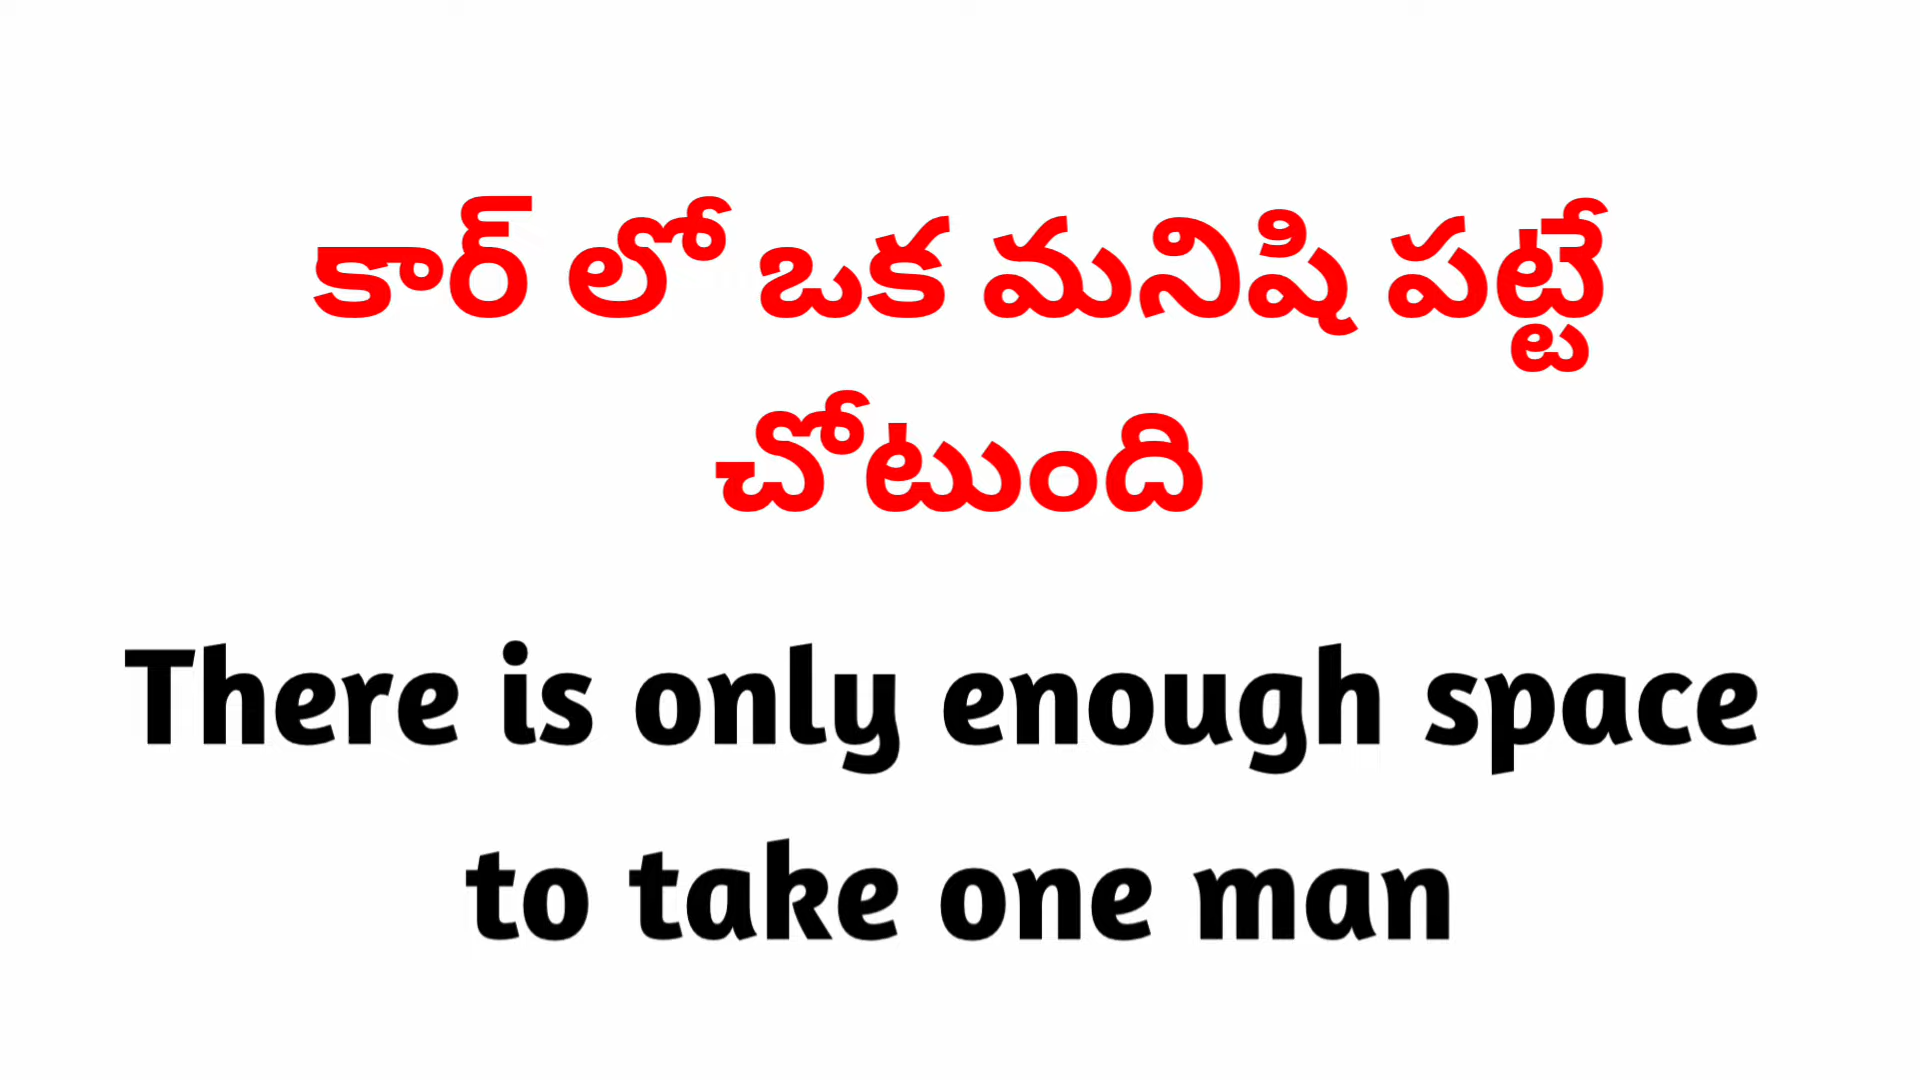 కార్ లో ఒక మనిషి పట్టే
చోటుంది
There is only enough space
to take one man